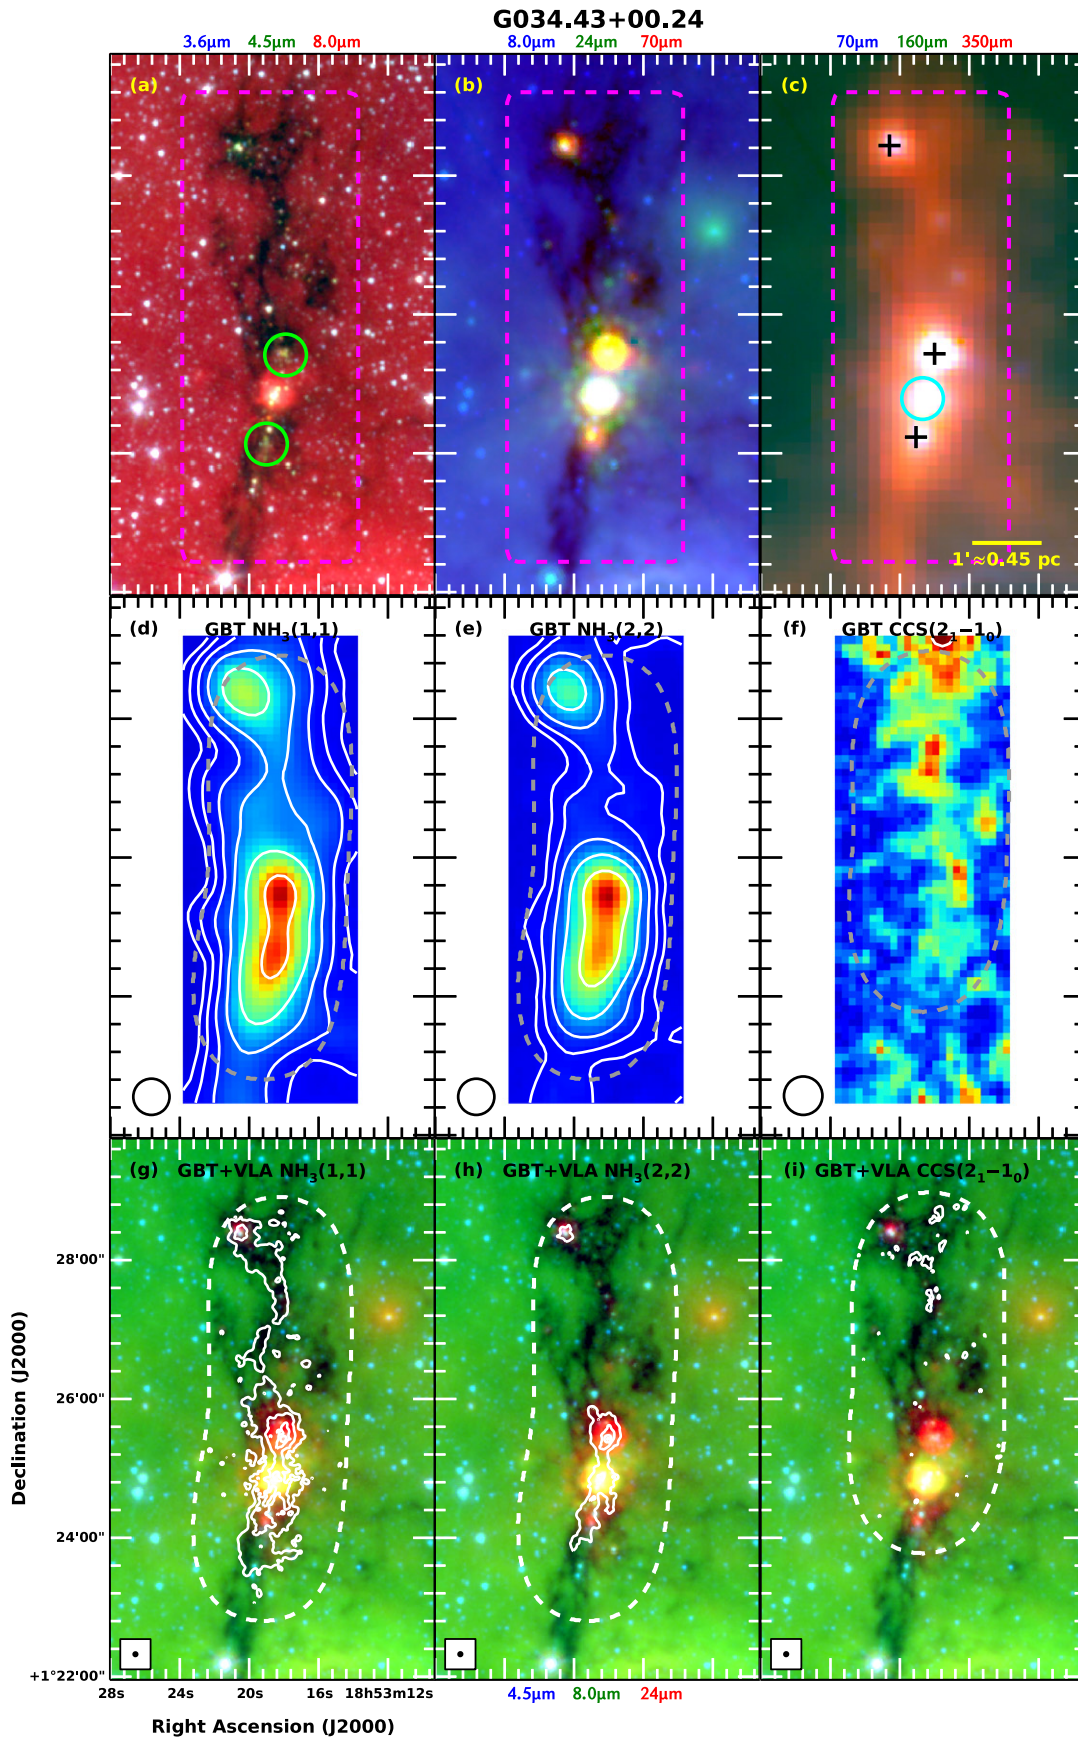 G034.43+00.24
3.6μm 4.5μm 8.0μm 8.0μm 24μm 70μm 70μm 160μm 350μm
(a) (b) (c)
1'≈0.45 pc
(d) GBT NH₃(1,1) (e) GBT NH₃(2,2) (f) GBT CCS(2₁−1₀)
(g) GBT+VLA NH₃(1,1) (h) GBT+VLA NH₃(2,2) (i) GBT+VLA CCS(2₁−1₀)
28'00"
26'00"
24'00"
+1°22'00"
Declination (J2000)
28s 24s 20s 16s 18h53m12s 4.5μm 8.0μm 24μm
Right Ascension (J2000)